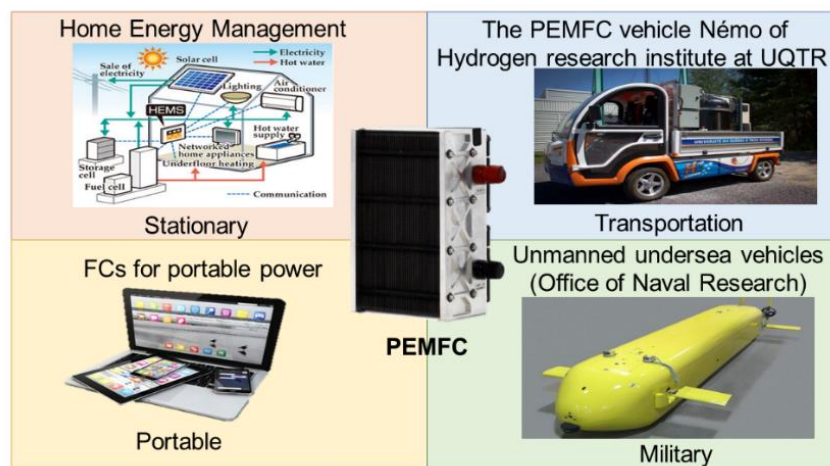 Home Energy Management
Electricity
Hot water
Solar cell
Sale of
electricity
Lighting
Air
conditioner
HEMS
Hot water
supply
Networked
home appliances
Underfloor heating
Storage
cell
Fuel cell
Communication
Stationary
The PEMFC vehicle Némo of
Hydrogen research institute at UQTR
Transportation
FCs for portable power
Portable
PEMFC
Unmanned undersea vehicles
(Office of Naval Research)
Military